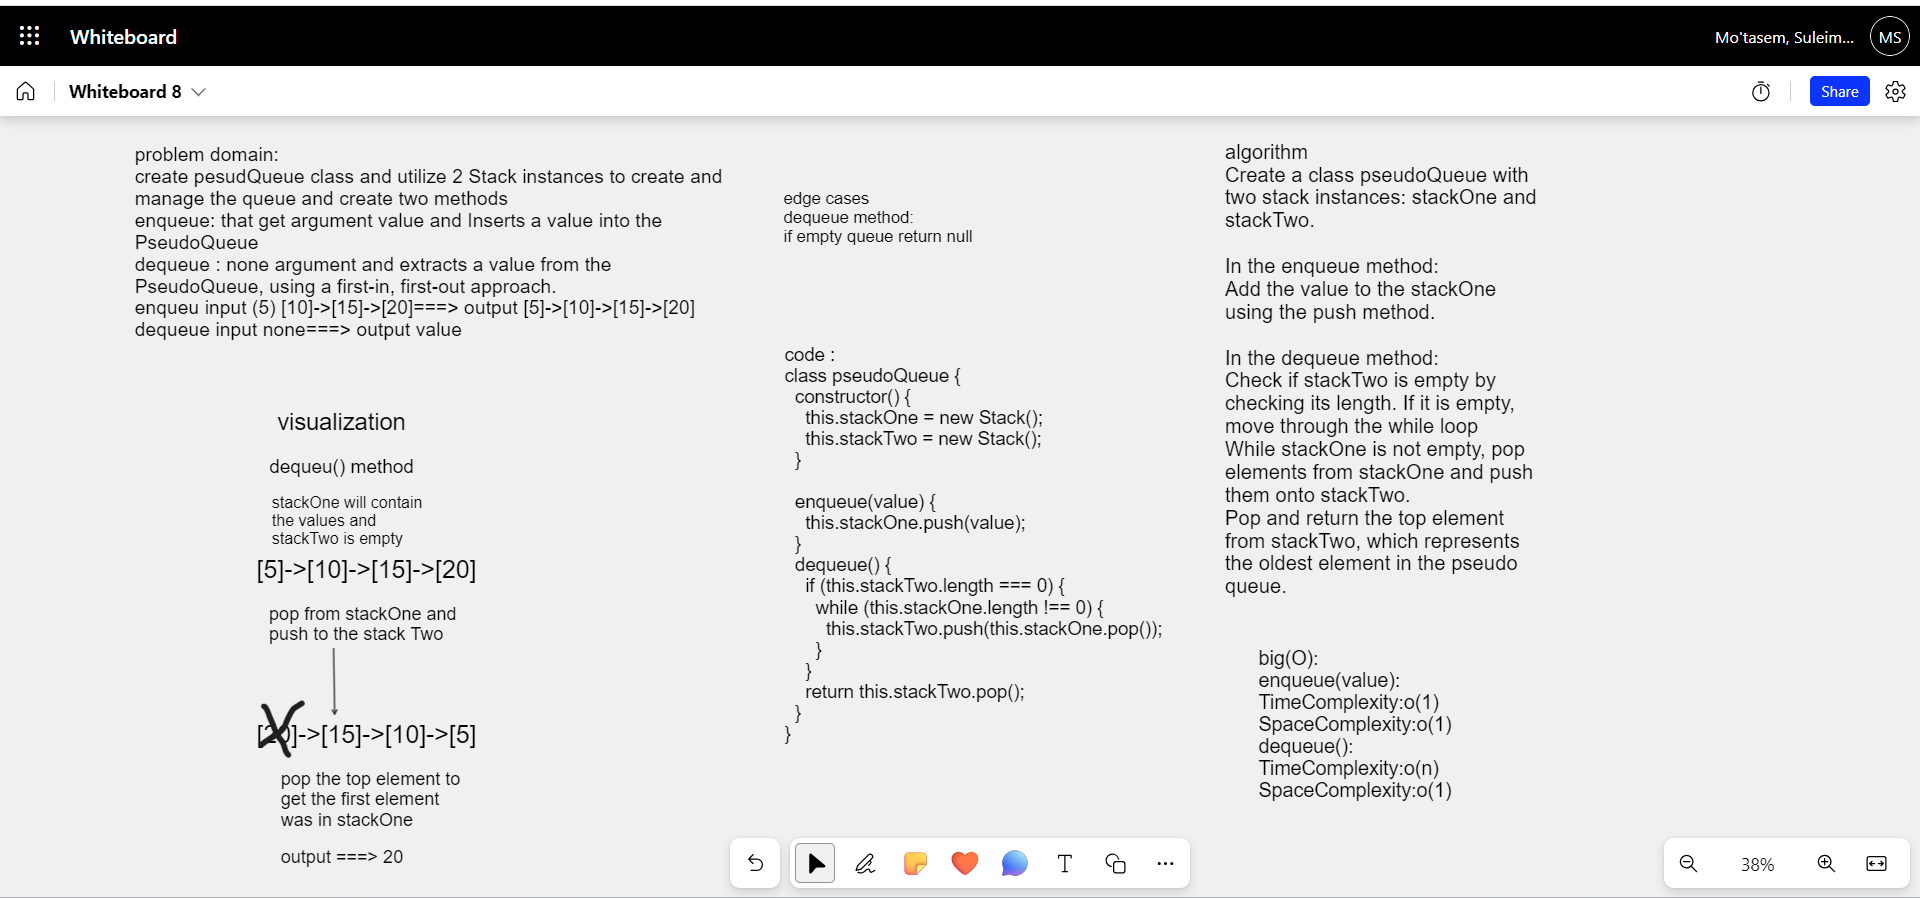 Whiteboard
Mo'tasem, Suleim...
MS
Whiteboard 8
Share
problem domain:
create pesudQueue class and utilize 2 Stack instances to create and
manage the queue and create two methods
enqueue: that get argument value and Inserts a value into the
PseudoQueue
dequeue : none argument and extracts a value from the
PseudoQueue, using a first-in, first-out approach.
enqueu input (5) [10]->[15]->[20]===> output [5]->[10]->[15]->[20]
dequeue input none===> output value
visualization
dequeu() method
stackOne will contain
the values and
stackTwo is empty
[5]->[10]->[15]->[20]
pop from stackOne and
push to the stack Two
[20]->[15]->[10]->[5]
pop the top element to
get the first element
was in stackOne
output ===> 20
edge cases
dequeue method:
if empty queue return null
code :
class pseudoQueue {
constructor() {
this.stackOne = new Stack();
this.stackTwo = new Stack();
}
enqueue(value) {
this.stackOne.push(value);
}
dequeue() {
if (this.stackTwo.length === 0) {
while (this.stackOne.length !== 0) {
this.stackTwo.push(this.stackOne.pop());
}
}
return this.stackTwo.pop();
}
}
algorithm
Create a class pseudoQueue with
two stack instances: stackOne and
stackTwo.
In the enqueue method:
Add the value to the stackOne
using the push method.
In the dequeue method:
Check if stackTwo is empty by
checking its length. If it is empty,
move through the while loop
While stackOne is not empty, pop
elements from stackOne and push
them onto stackTwo.
Pop and return the top element
from stackTwo, which represents
the oldest element in the pseudo
queue.
big(O):
enqueue(value):
TimeComplexity:o(1)
SpaceComplexity:o(1)
dequeue():
TimeComplexity:o(n)
SpaceComplexity:o(1)
T
38%